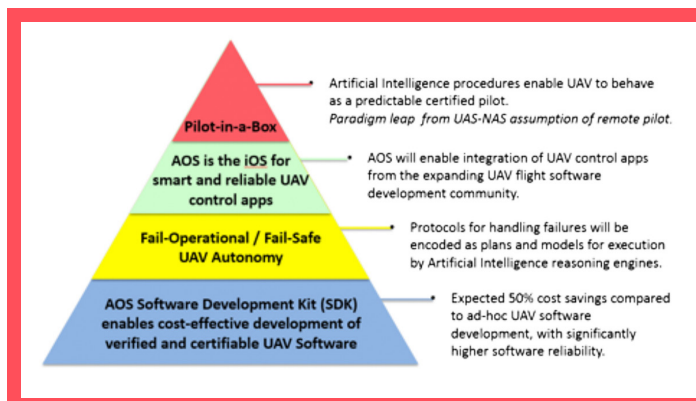 Pilot-in-a-Box
• Artificial Intelligence procedures enable UAV to behave
as a predictable certified pilot.
Paradigm leap from UAS-NAS assumption of remote pilot.
AOS is the iOS for
smart and reliable UAV
control apps
• AOS will enable integration of UAV control apps
from the expanding UAV flight software
development community.
Fail-Operational / Fail-Safe
UAV Autonomy
• Protocols for handling failures will be
encoded as plans and models for execution
by Artificial Intelligence reasoning engines.
AOS Software Development Kit (SDK)
enables cost-effective development of
verified and certifiable UAV Software
• Expected 50% cost savings compared
to ad-hoc UAV software
development, with significantly
higher software reliability.